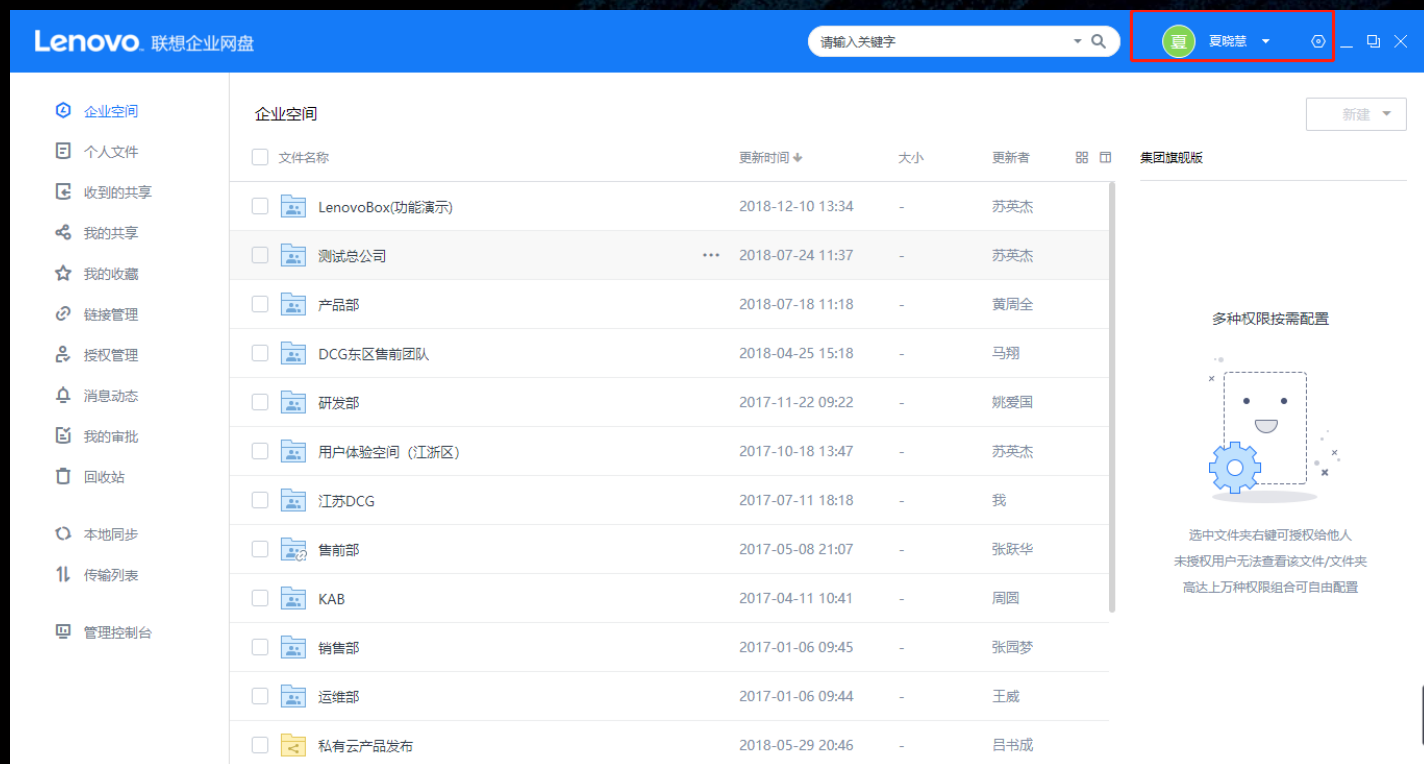 Lenovo 联想企业网盘
请输入关键字
夏 夏晓慧
企业空间
个人文件
收到的共享
我的共享
我的收藏
链接管理
授权管理
消息动态
我的审批
回收站
本地同步
传输列表
管理控制台
企业空间
新建
文件名称 更新时间 大小 更新者
LenovoBox(功能演示) 2018-12-10 13:34 - 苏英杰
测试总公司 ••• 2018-07-24 11:37 - 苏英杰
产品部 2018-07-18 11:18 - 黄周全
DCG东区售前团队 2018-04-25 15:18 - 马翔
研发部 2017-11-22 09:22 - 姚爱国
用户体验空间（江浙区） 2017-10-18 13:47 - 苏英杰
江苏DCG 2017-07-11 18:18 - 我
售前部 2017-05-08 21:07 - 张跃华
KAB 2017-04-11 10:41 - 周圆
销售部 2017-01-06 09:45 - 张园梦
运维部 2017-01-06 09:44 - 王威
私有云产品发布 2018-05-29 20:46 - 吕书成
集团旗舰版
多种权限按需配置
选中文件夹右键可授权给他人
未授权用户无法查看该文件/文件夹
高达上万种权限组合可自由配置